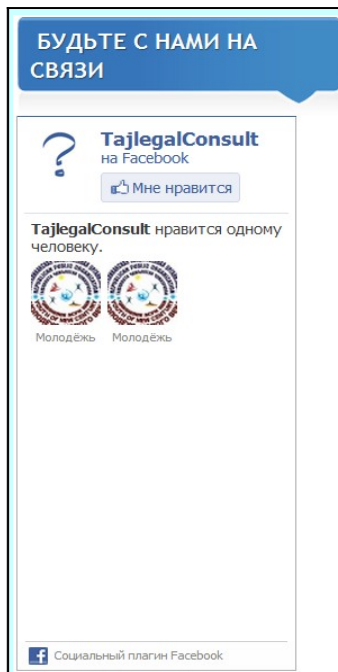 БУДЬТЕ С НАМИ НА
СВЯЗИ
?
TajlegalConsult
на Facebook
Мне нравится
TajlegalConsult нравится одному
человеку.
Молодёжь Молодёжь
f Социальный плагин Facebook